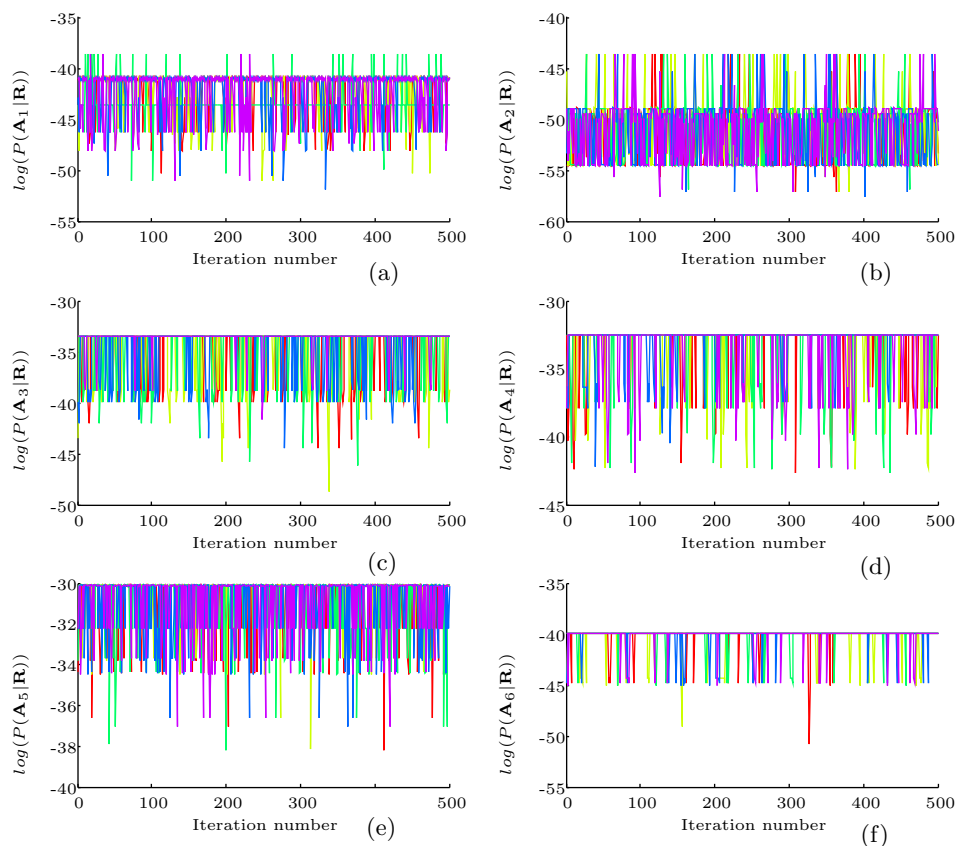 -35
-40
-45
-50
-55
log(P(A₁|R))
0 100 200 300 400 500
Iteration number
(a)
-40
-45
-50
-55
-60
log(P(A₂|R))
0 100 200 300 400 500
Iteration number
(b)
-30
-35
-40
-45
-50
log(P(A₃|R))
0 100 200 300 400 500
Iteration number
(c)
-30
-35
-40
-45
log(P(A₄|R))
0 100 200 300 400 500
Iteration number
(d)
-30
-32
-34
-36
-38
-40
log(P(A₅|R))
0 100 200 300 400 500
Iteration number
(e)
-35
-40
-45
-50
-55
log(P(A₆|R))
0 100 200 300 400 500
Iteration number
(f)